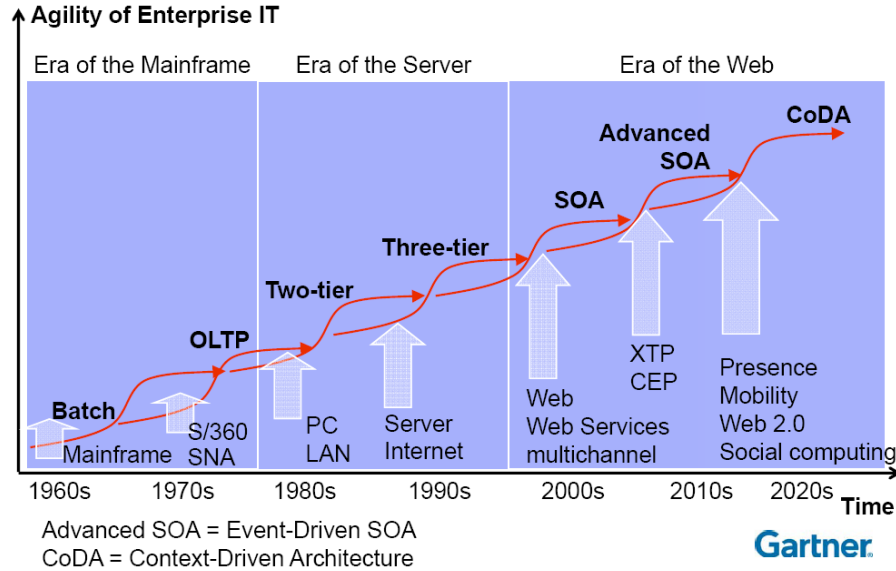 Agility of Enterprise IT
Era of the Mainframe
Era of the Server
Era of the Web
CoDA
Advanced
SOA
SOA
Three-tier
Two-tier
OLTP
Batch
Mainframe
S/360
SNA
PC
LAN
Server
Internet
Web
Web Services
multichannel
XTP
CEP
Presence
Mobility
Web 2.0
Social computing
1960s
1970s
1980s
1990s
2000s
2010s
2020s
Time
Advanced SOA = Event-Driven SOA
CoDA = Context-Driven Architecture
Gartner®